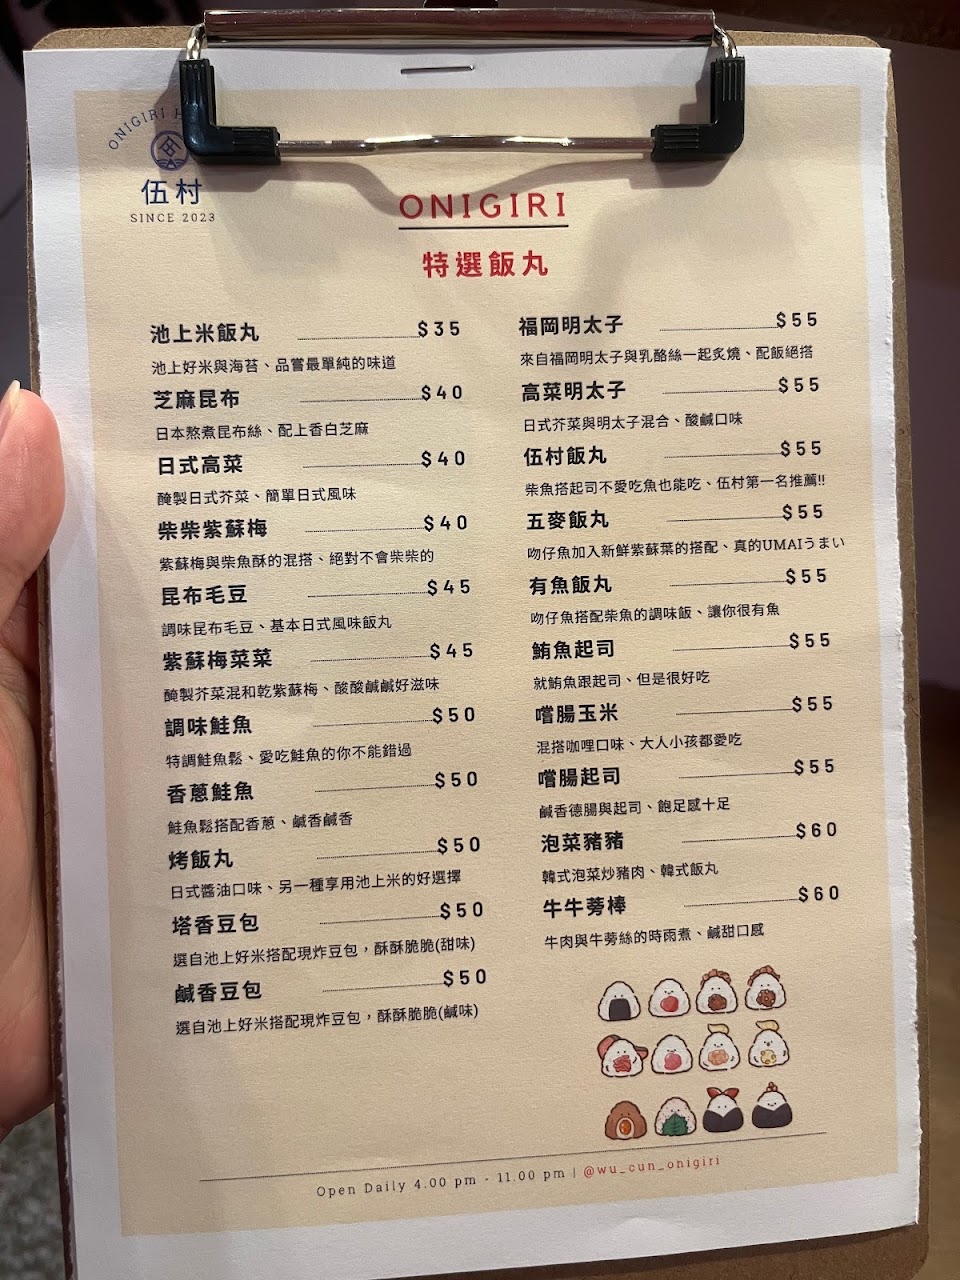 ONIGIRI H
伍村
SINCE 2023
ONIGIRI
特選飯丸
池上米飯丸 $35
池上好米與海苔、品嘗最單純的味道
芝麻昆布 $40
日本熬煮昆布絲、配上香白芝麻
日式高菜 $40
醃製日式芥菜、簡單日式風味
柴柴紫蘇梅 $40
紫蘇梅與柴魚酥的混搭、絕對不會柴柴的
昆布毛豆 $45
調味昆布毛豆、基本日式風味飯丸
紫蘇梅菜菜 $45
醃製芥菜混和乾紫蘇梅、酸酸鹹鹹好滋味
調味鮭魚 $50
特調鮭魚鬆、愛吃鮭魚的你不能錯過
香蔥鮭魚 $50
鮭魚鬆搭配香蔥、鹹香鹹香
烤飯丸 $50
日式醬油口味、另一種享用池上米的好選擇
塔香豆包 $50
選自池上好米搭配現炸豆包，酥酥脆脆(甜味)
鹹香豆包 $50
選自池上好米搭配現炸豆包，酥酥脆脆(鹹味)
福岡明太子 $55
來自福岡明太子與乳酪絲一起炙燒、配飯絕搭
高菜明太子 $55
日式芥菜與明太子混合、酸鹹口味
伍村飯丸 $55
柴魚搭起司不愛吃魚也能吃、伍村第一名推薦!!
五麥飯丸 $55
吻仔魚加入新鮮紫蘇葉的搭配、真的UMAIうまい
有魚飯丸 $55
吻仔魚搭配柴魚的調味飯、讓你很有魚
鮪魚起司 $55
就鮪魚跟起司、但是很好吃
嚐腸玉米 $55
混搭咖哩口味、大人小孩都愛吃
嚐腸起司 $55
鹹香德腸與起司、飽足感十足
泡菜豬豬 $60
韓式泡菜炒豬肉、韓式飯丸
牛牛蒡棒 $60
牛肉與牛蒡絲的時雨煮、鹹甜口感
Open Daily 4.00 pm - 11.00 pm | @wu_cun_onigiri